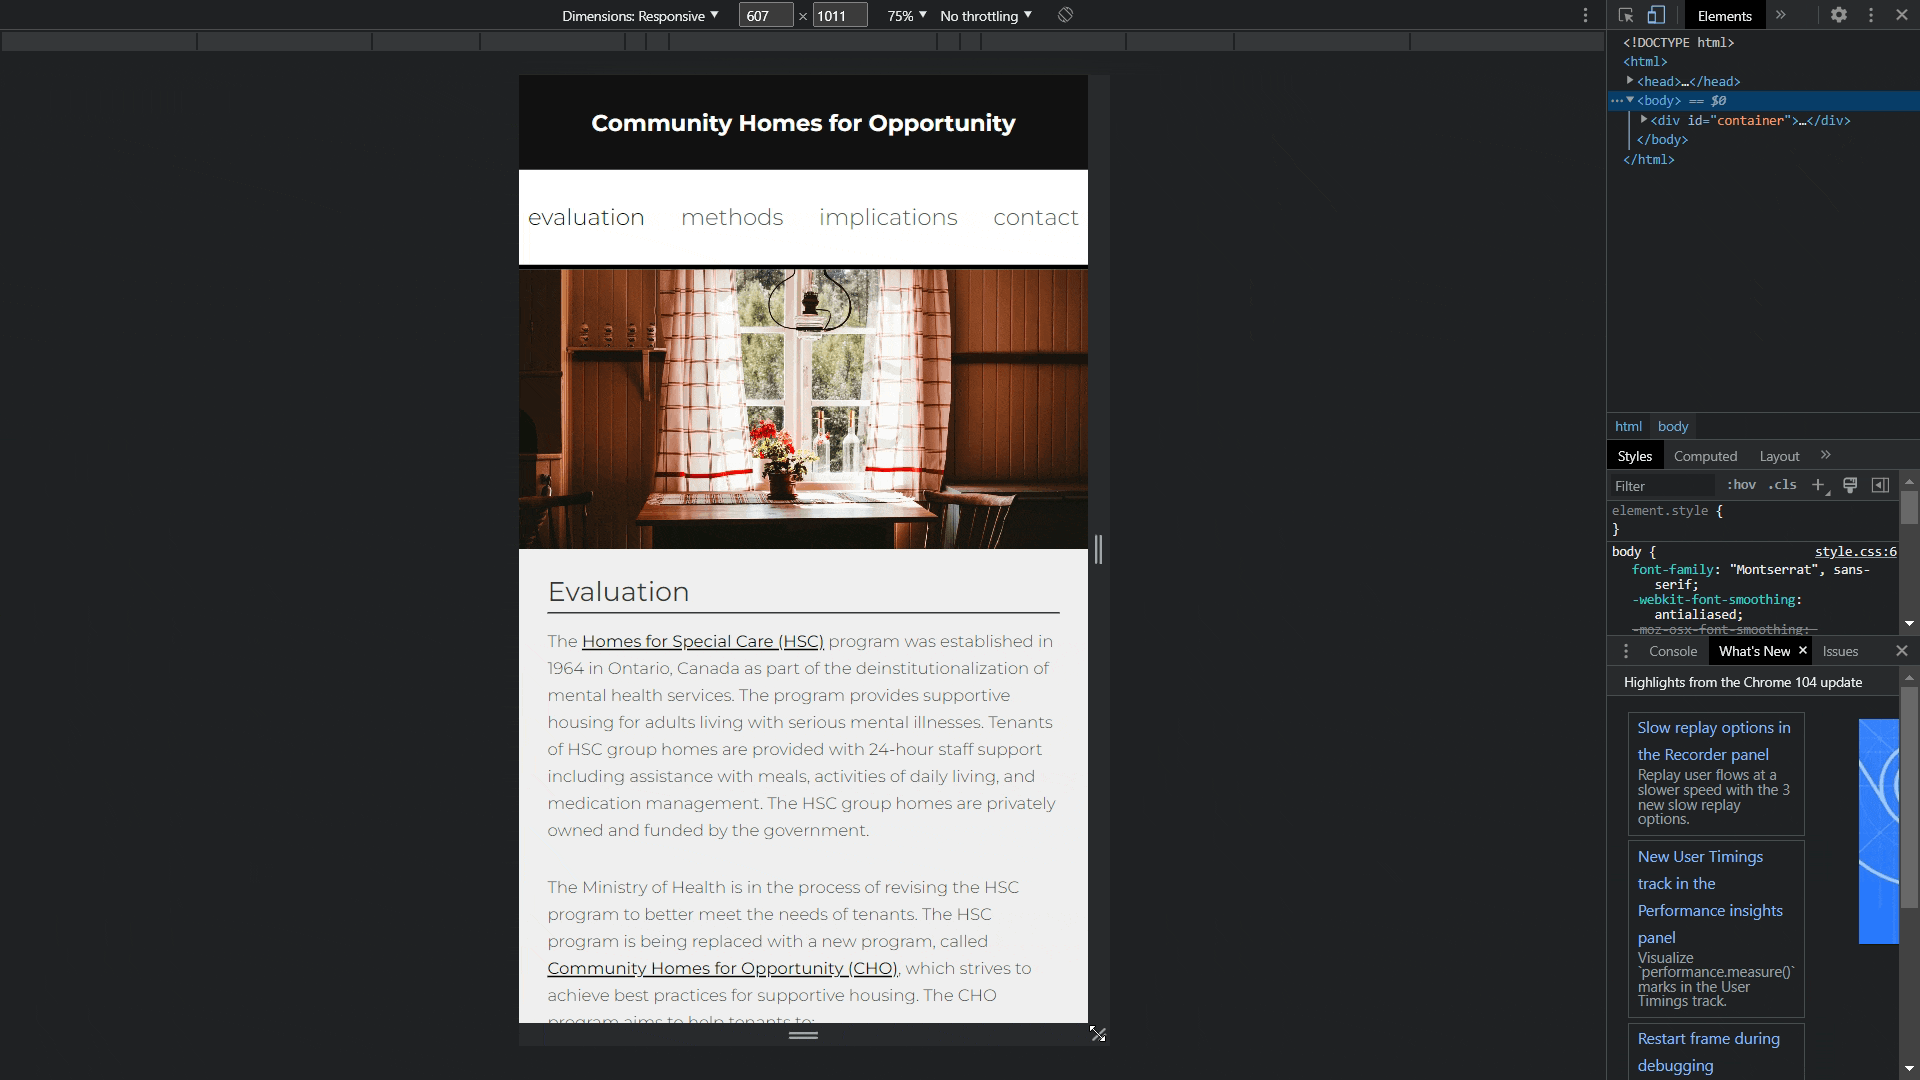 Dimensions: Responsive ▼ 607 × 1011 75% ▼ No throttling ▼
Community Homes for Opportunity
evaluation methods implications contact
Evaluation
The Homes for Special Care (HSC) program was established in
1964 in Ontario, Canada as part of the deinstitutionalization of
mental health services. The program provides supportive
housing for adults living with serious mental illnesses. Tenants
of HSC group homes are provided with 24-hour staff support
including assistance with meals, activities of daily living, and
medication management. The HSC group homes are privately
owned and funded by the government.
The Ministry of Health is in the process of revising the HSC
program to better meet the needs of tenants. The HSC
program is being replaced with a new program, called
Community Homes for Opportunity (CHO), which strives to
achieve best practices for supportive housing. The CHO
program aims to help tenants to:
Elements »
<!DOCTYPE html>
<html>
<head>…</head>
<body> == $0
<div id="container">…</div>
</body>
</html>
html body
Styles Computed Layout »
Filter :hov .cls +
element.style {
}
body { style.css:6
font-family: "Montserrat", sans-
serif;
-webkit-font-smoothing:
antialiased;
-moz-osx-font-smoothing:
Console What's New × Issues
Highlights from the Chrome 104 update
Slow replay options in
the Recorder panel
Replay user flows at a
slower speed with the 3
new slow replay
options.
New User Timings
track in the
Performance insights
panel
Visualize
`performance.measure()`
marks in the User
Timings track.
Restart frame during
debugging